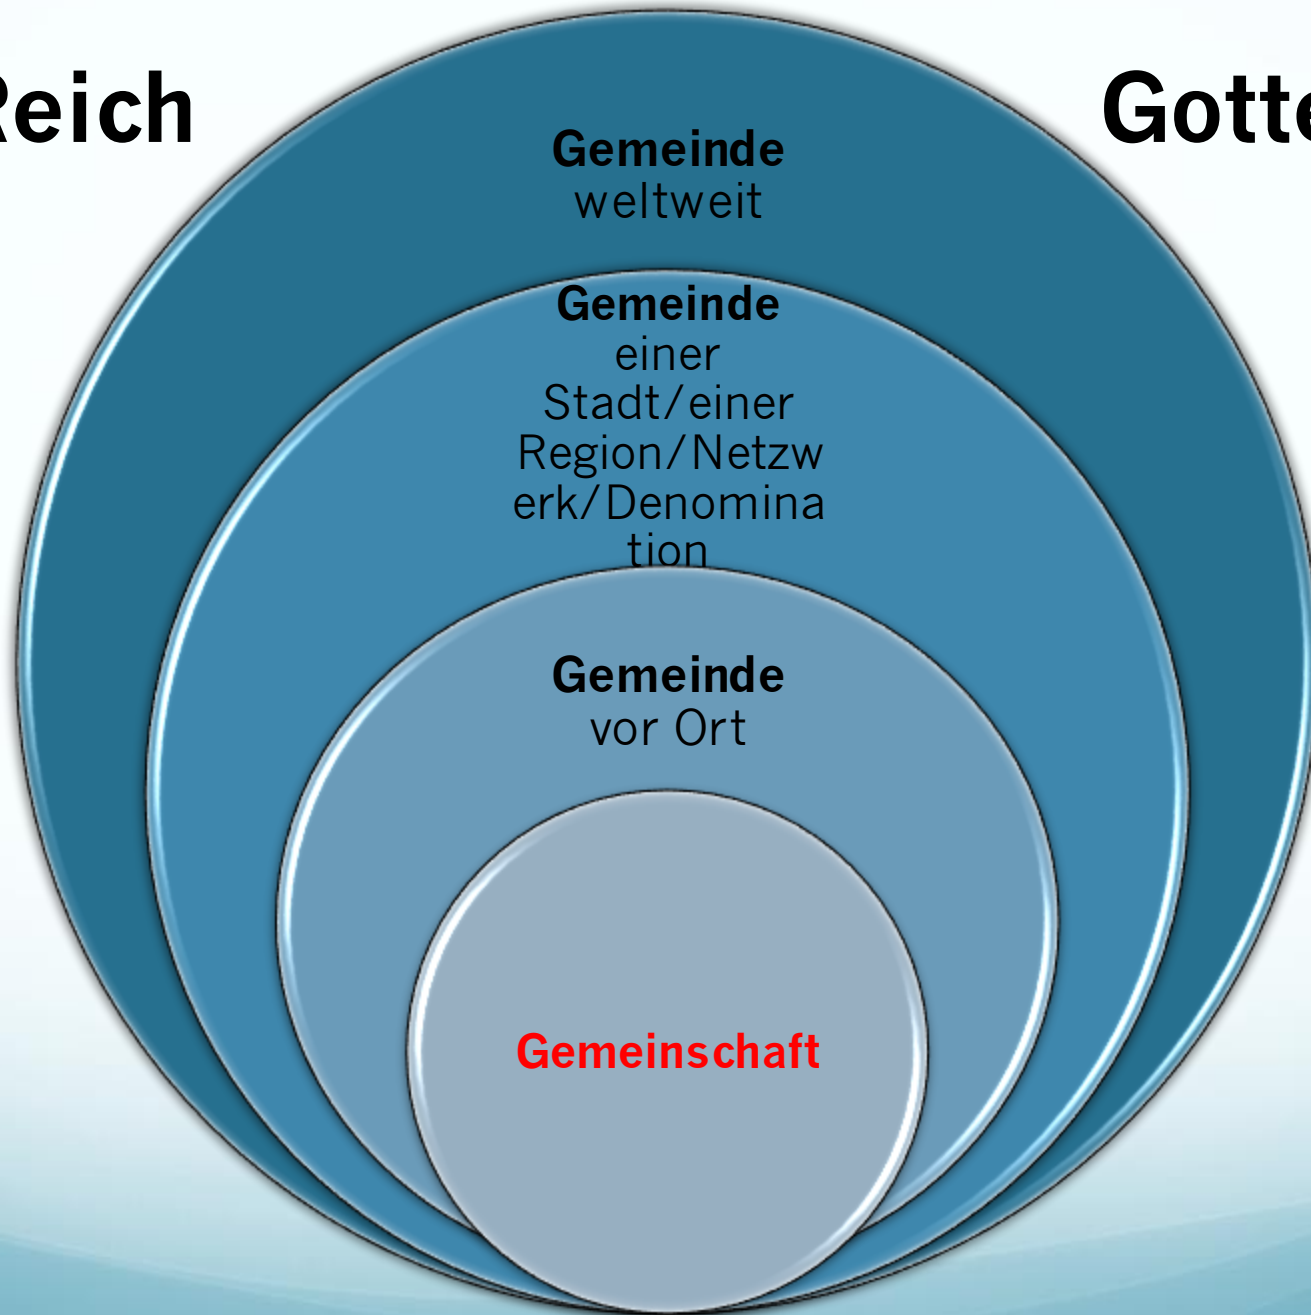 Reich
Gotte
Gemeinde
weltweit
Gemeinde
einer
Stadt/einer
Region/Netzw
erk/Denomina
tion
Gemeinde
vor Ort
Gemeinschaft